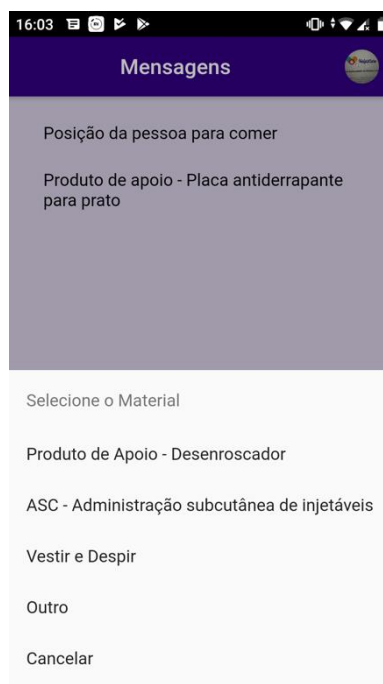 16:03
Mensagens
Posição da pessoa para comer
Produto de apoio - Placa antiderrapante
para prato
Selecione o Material
Produto de Apoio - Desenroscador
ASC - Administração subcutânea de injetáveis
Vestir e Despir
Outro
Cancelar